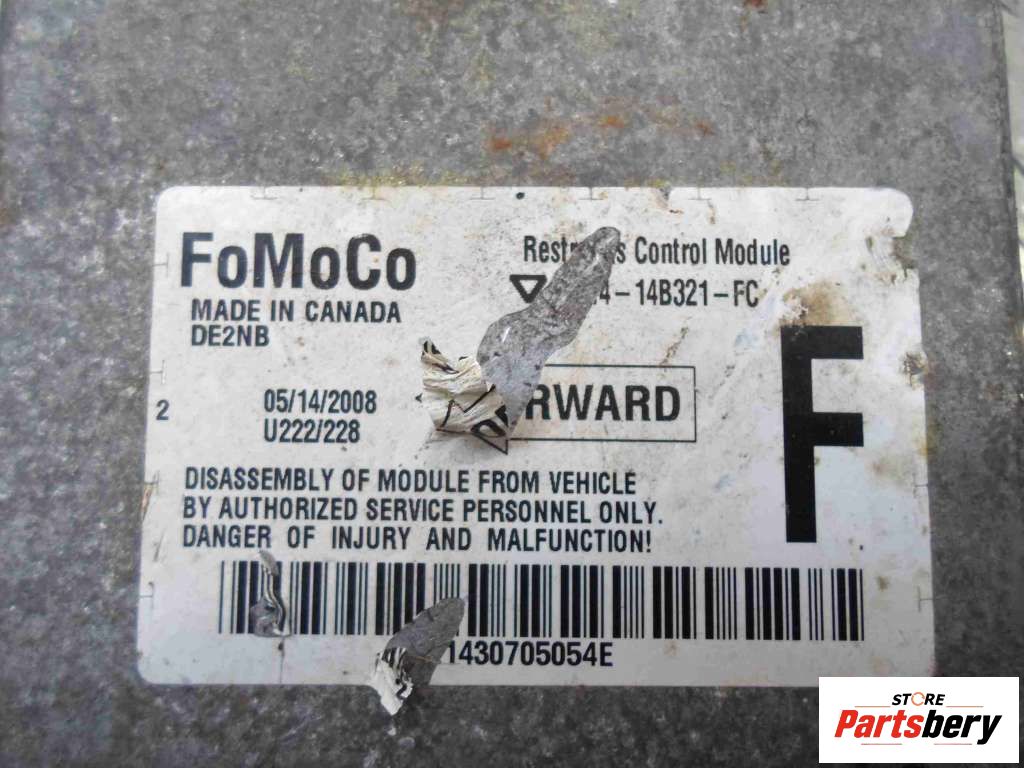 FoMoCo
MADE IN CANADA
DE2NB
Control Module
4-14B321-FC
F
2
05/14/2008
U222/228
RWARD
DISASSEMBLY OF MODULE FROM VEHICLE
BY AUTHORIZED SERVICE PERSONNEL ONLY.
DANGER OF INJURY AND MALFUNCTION!
1430705054E
STORE
Partsbery